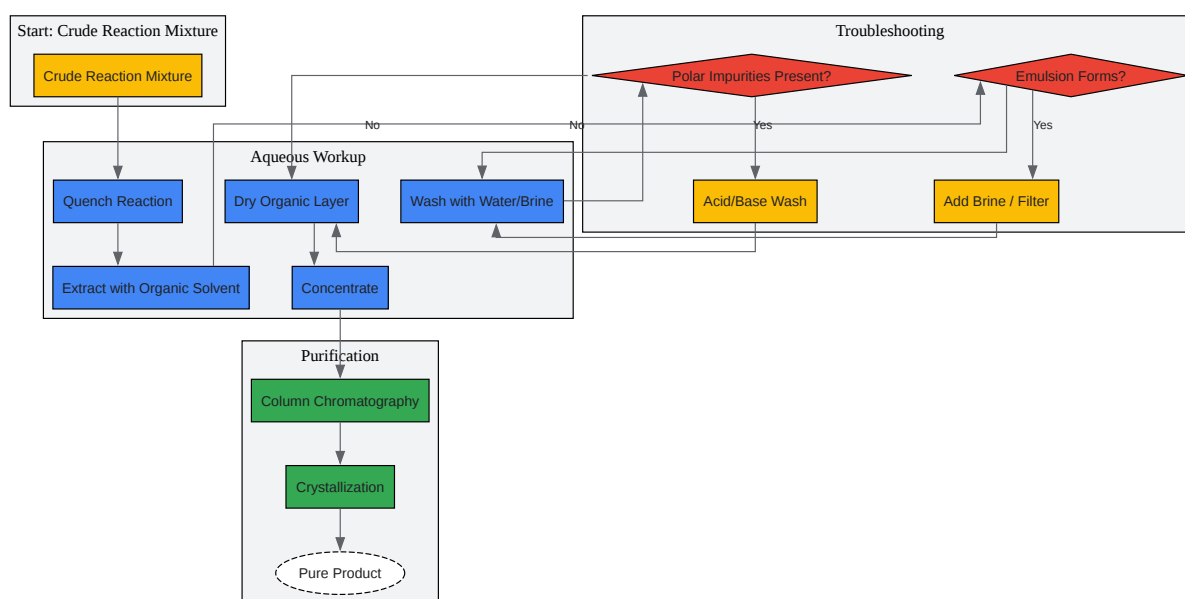 Start: Crude Reaction Mixture
Crude Reaction Mixture
Troubleshooting
Polar Impurities Present?
Emulsion Forms?
No
No
Yes
Yes
Aqueous Workup
Quench Reaction
Dry Organic Layer
Wash with Water/Brine
Acid/Base Wash
Add Brine / Filter
Extract with Organic Solvent
Concentrate
Purification
Column Chromatography
Crystallization
Pure Product